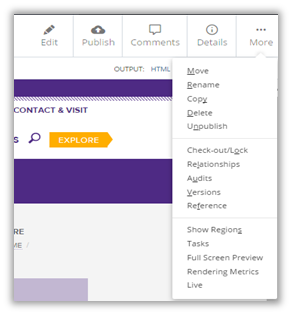 Edit Publish Comments Details More
OUTPUT: HTML
Move
Rename
CONTACT & VISIT
Copy
Delete
Unpublish
S EXPLORE
Check-out/Lock
Relationships
Audits
Versions
Reference
RE
Show Regions
ME /
Tasks
Full Screen Preview
Rendering Metrics
Live